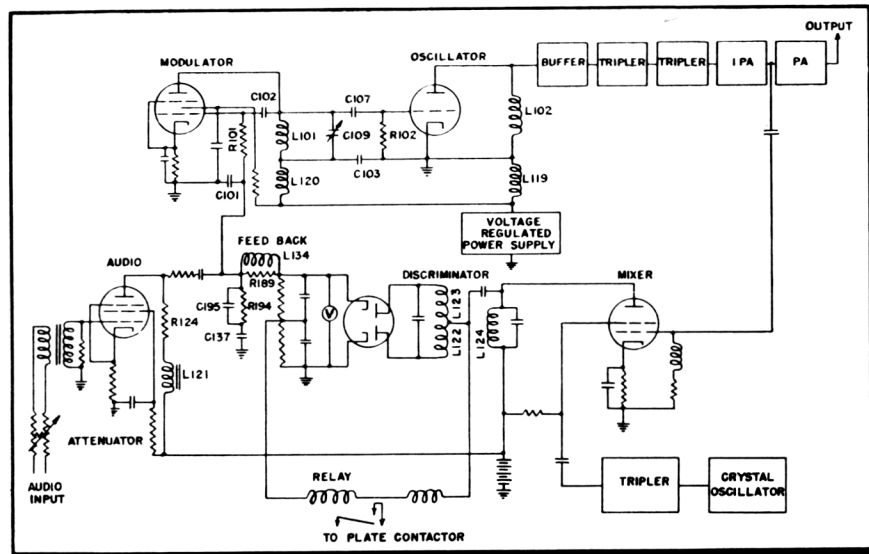 OUTPUT
MODULATOR
OSCILLATOR
BUFFER
TRIPLER
TRIPLER
IPA
PA
C102
C107
R101
L101
C109
R102
L102
C101
L120
C103
L119
VOLTAGE
REGULATED
POWER SUPPLY
FEED BACK
L134
AUDIO
DISCRIMINATOR
MIXER
R189
C195
R194
C137
V
L123
L122
L124
R124
L121
ATTENUATOR
AUDIO
INPUT
RELAY
TO PLATE CONTACTOR
TRIPLER
CRYSTAL
OSCILLATOR